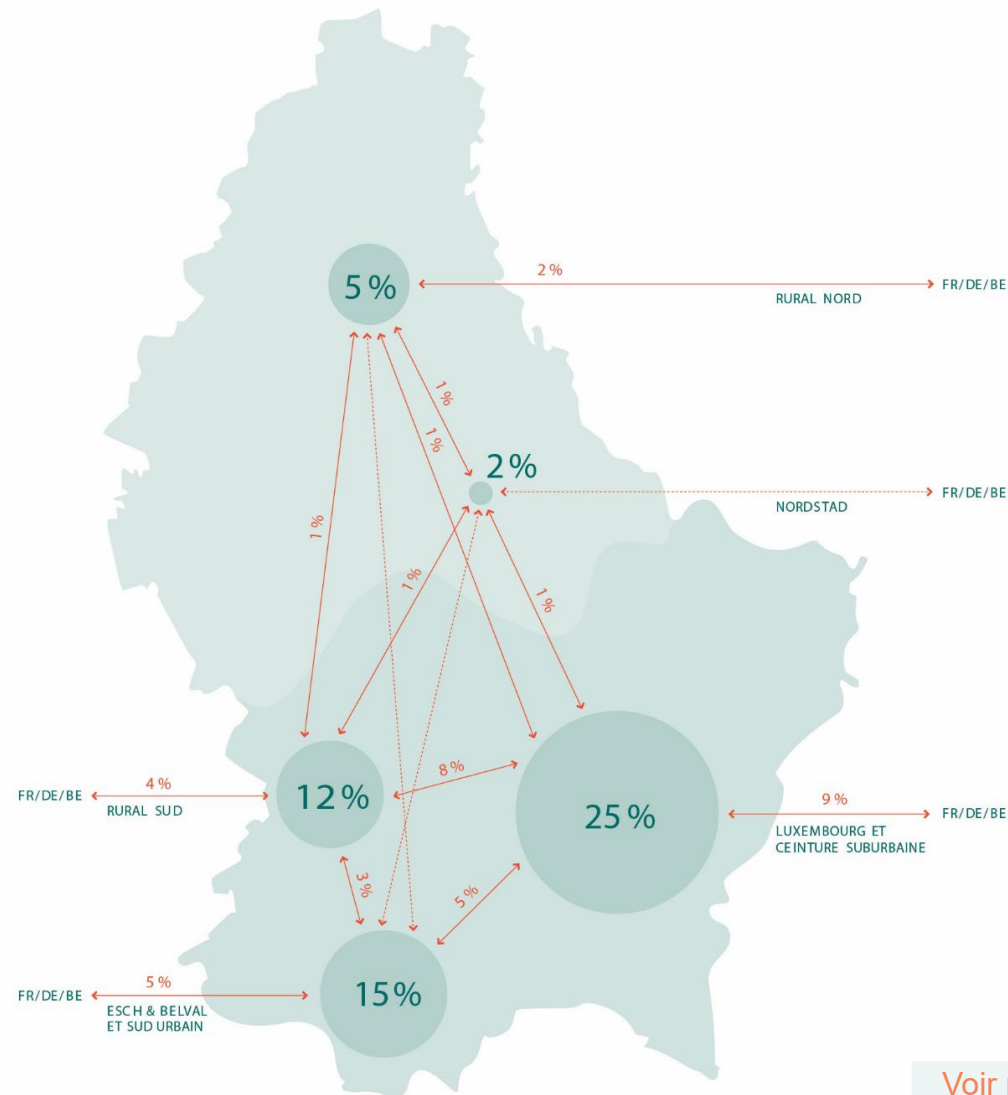 5 %
2 %
RURAL NORD
FR/DE/BE
1 %
1 %
2 %
NORDSTAD
FR/DE/BE
1 %
1 %
1 %
FR/DE/BE
4 %
RURAL SUD
12 %
8 %
25 %
9 %
LUXEMBOURG ET
CEINTURE SUBURBAINE
FR/DE/BE
3 %
5 %
FR/DE/BE
5 %
ESCH & BELVAL
ET SUD URBAIN
15 %
Voir